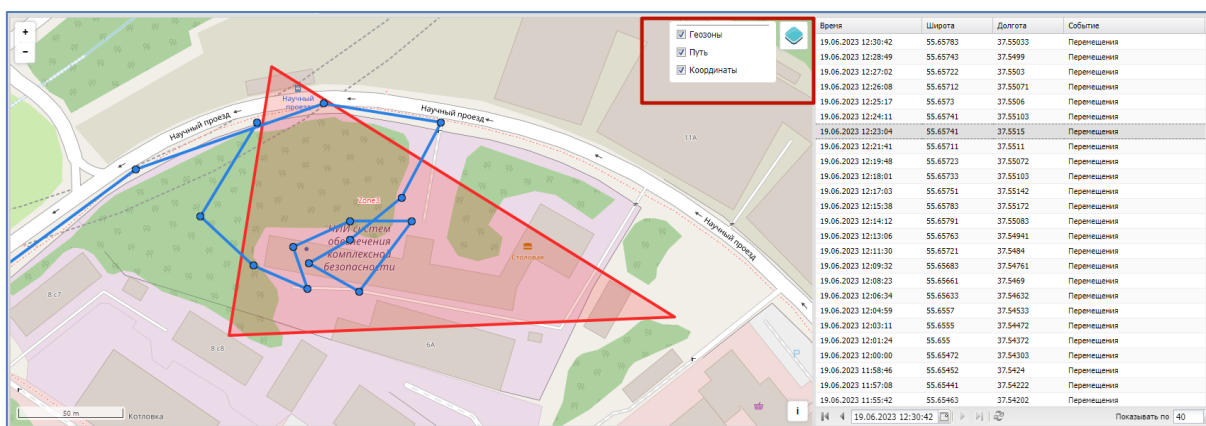 +
-
Геозоны
Путь
Координаты
Научный
проезд
Научный проезд
Научный проезд
Научный проезд
11А
Zone3
НИИ систем
обеспечения
комплексной
безопасности
Столовая
8 с7
8 с8
6А
P
50 m
Котловка
i
Время Широта Долгота Событие
19.06.2023 12:30:42 55.65783 37.55033 Перемещения
19.06.2023 12:28:49 55.65743 37.5499 Перемещения
19.06.2023 12:27:02 55.65722 37.5503 Перемещения
19.06.2023 12:26:08 55.65712 37.55071 Перемещения
19.06.2023 12:25:17 55.6573 37.5506 Перемещения
19.06.2023 12:24:11 55.65741 37.55103 Перемещения
19.06.2023 12:23:04 55.65741 37.5515 Перемещения
19.06.2023 12:21:41 55.65711 37.5511 Перемещения
19.06.2023 12:19:48 55.65723 37.55072 Перемещения
19.06.2023 12:18:01 55.65733 37.55103 Перемещения
19.06.2023 12:17:03 55.65751 37.55142 Перемещения
19.06.2023 12:15:38 55.65783 37.55172 Перемещения
19.06.2023 12:14:12 55.65791 37.55083 Перемещения
19.06.2023 12:13:06 55.65763 37.54941 Перемещения
19.06.2023 12:11:30 55.65721 37.5484 Перемещения
19.06.2023 12:09:32 55.65683 37.54761 Перемещения
19.06.2023 12:08:23 55.65661 37.5469 Перемещения
19.06.2023 12:06:34 55.65633 37.54632 Перемещения
19.06.2023 12:04:59 55.6557 37.54533 Перемещения
19.06.2023 12:03:11 55.6555 37.54472 Перемещения
19.06.2023 12:01:24 55.655 37.54372 Перемещения
19.06.2023 12:00:00 55.65472 37.54303 Перемещения
19.06.2023 11:58:46 55.65452 37.5424 Перемещения
19.06.2023 11:57:08 55.65441 37.54222 Перемещения
19.06.2023 11:55:42 55.65463 37.54202 Перемещения
19.06.2023 12:30:42 Показывать по 40